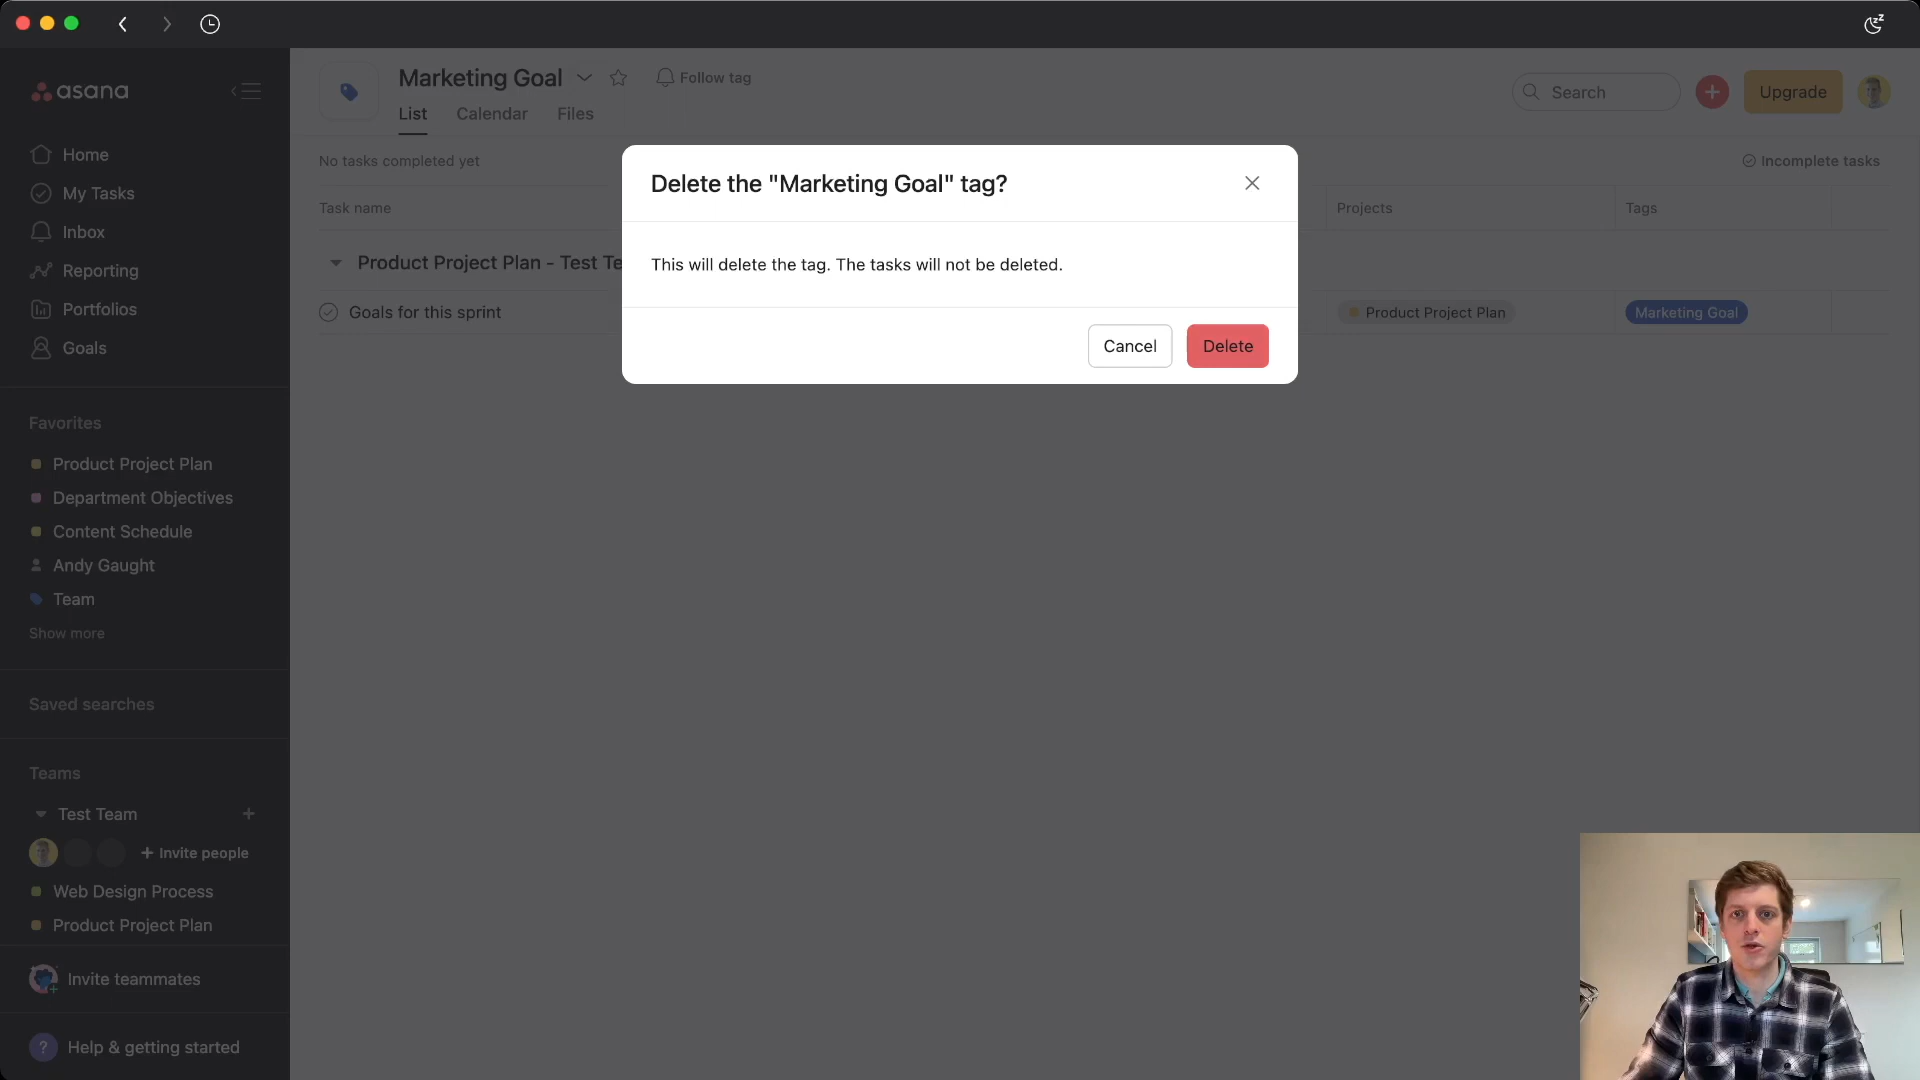 asana
Home
My Tasks
Inbox
Reporting
Portfolios
Goals
Favorites
Product Project Plan
Department Objectives
Content Schedule
Andy Gaught
Team
Show more
Saved searches
Teams
Test Team
+
+ Invite people
Web Design Process
Product Project Plan
Invite teammates
? Help & getting started
Marketing Goal
Follow tag
List Calendar Files
Search
+
Upgrade
No tasks completed yet
Incomplete tasks
Task name
Projects
Tags
Product Project Plan - Test Te
Goals for this sprint
Product Project Plan
Marketing Goal
Delete the "Marketing Goal" tag?
This will delete the tag. The tasks will not be deleted.
Cancel
Delete